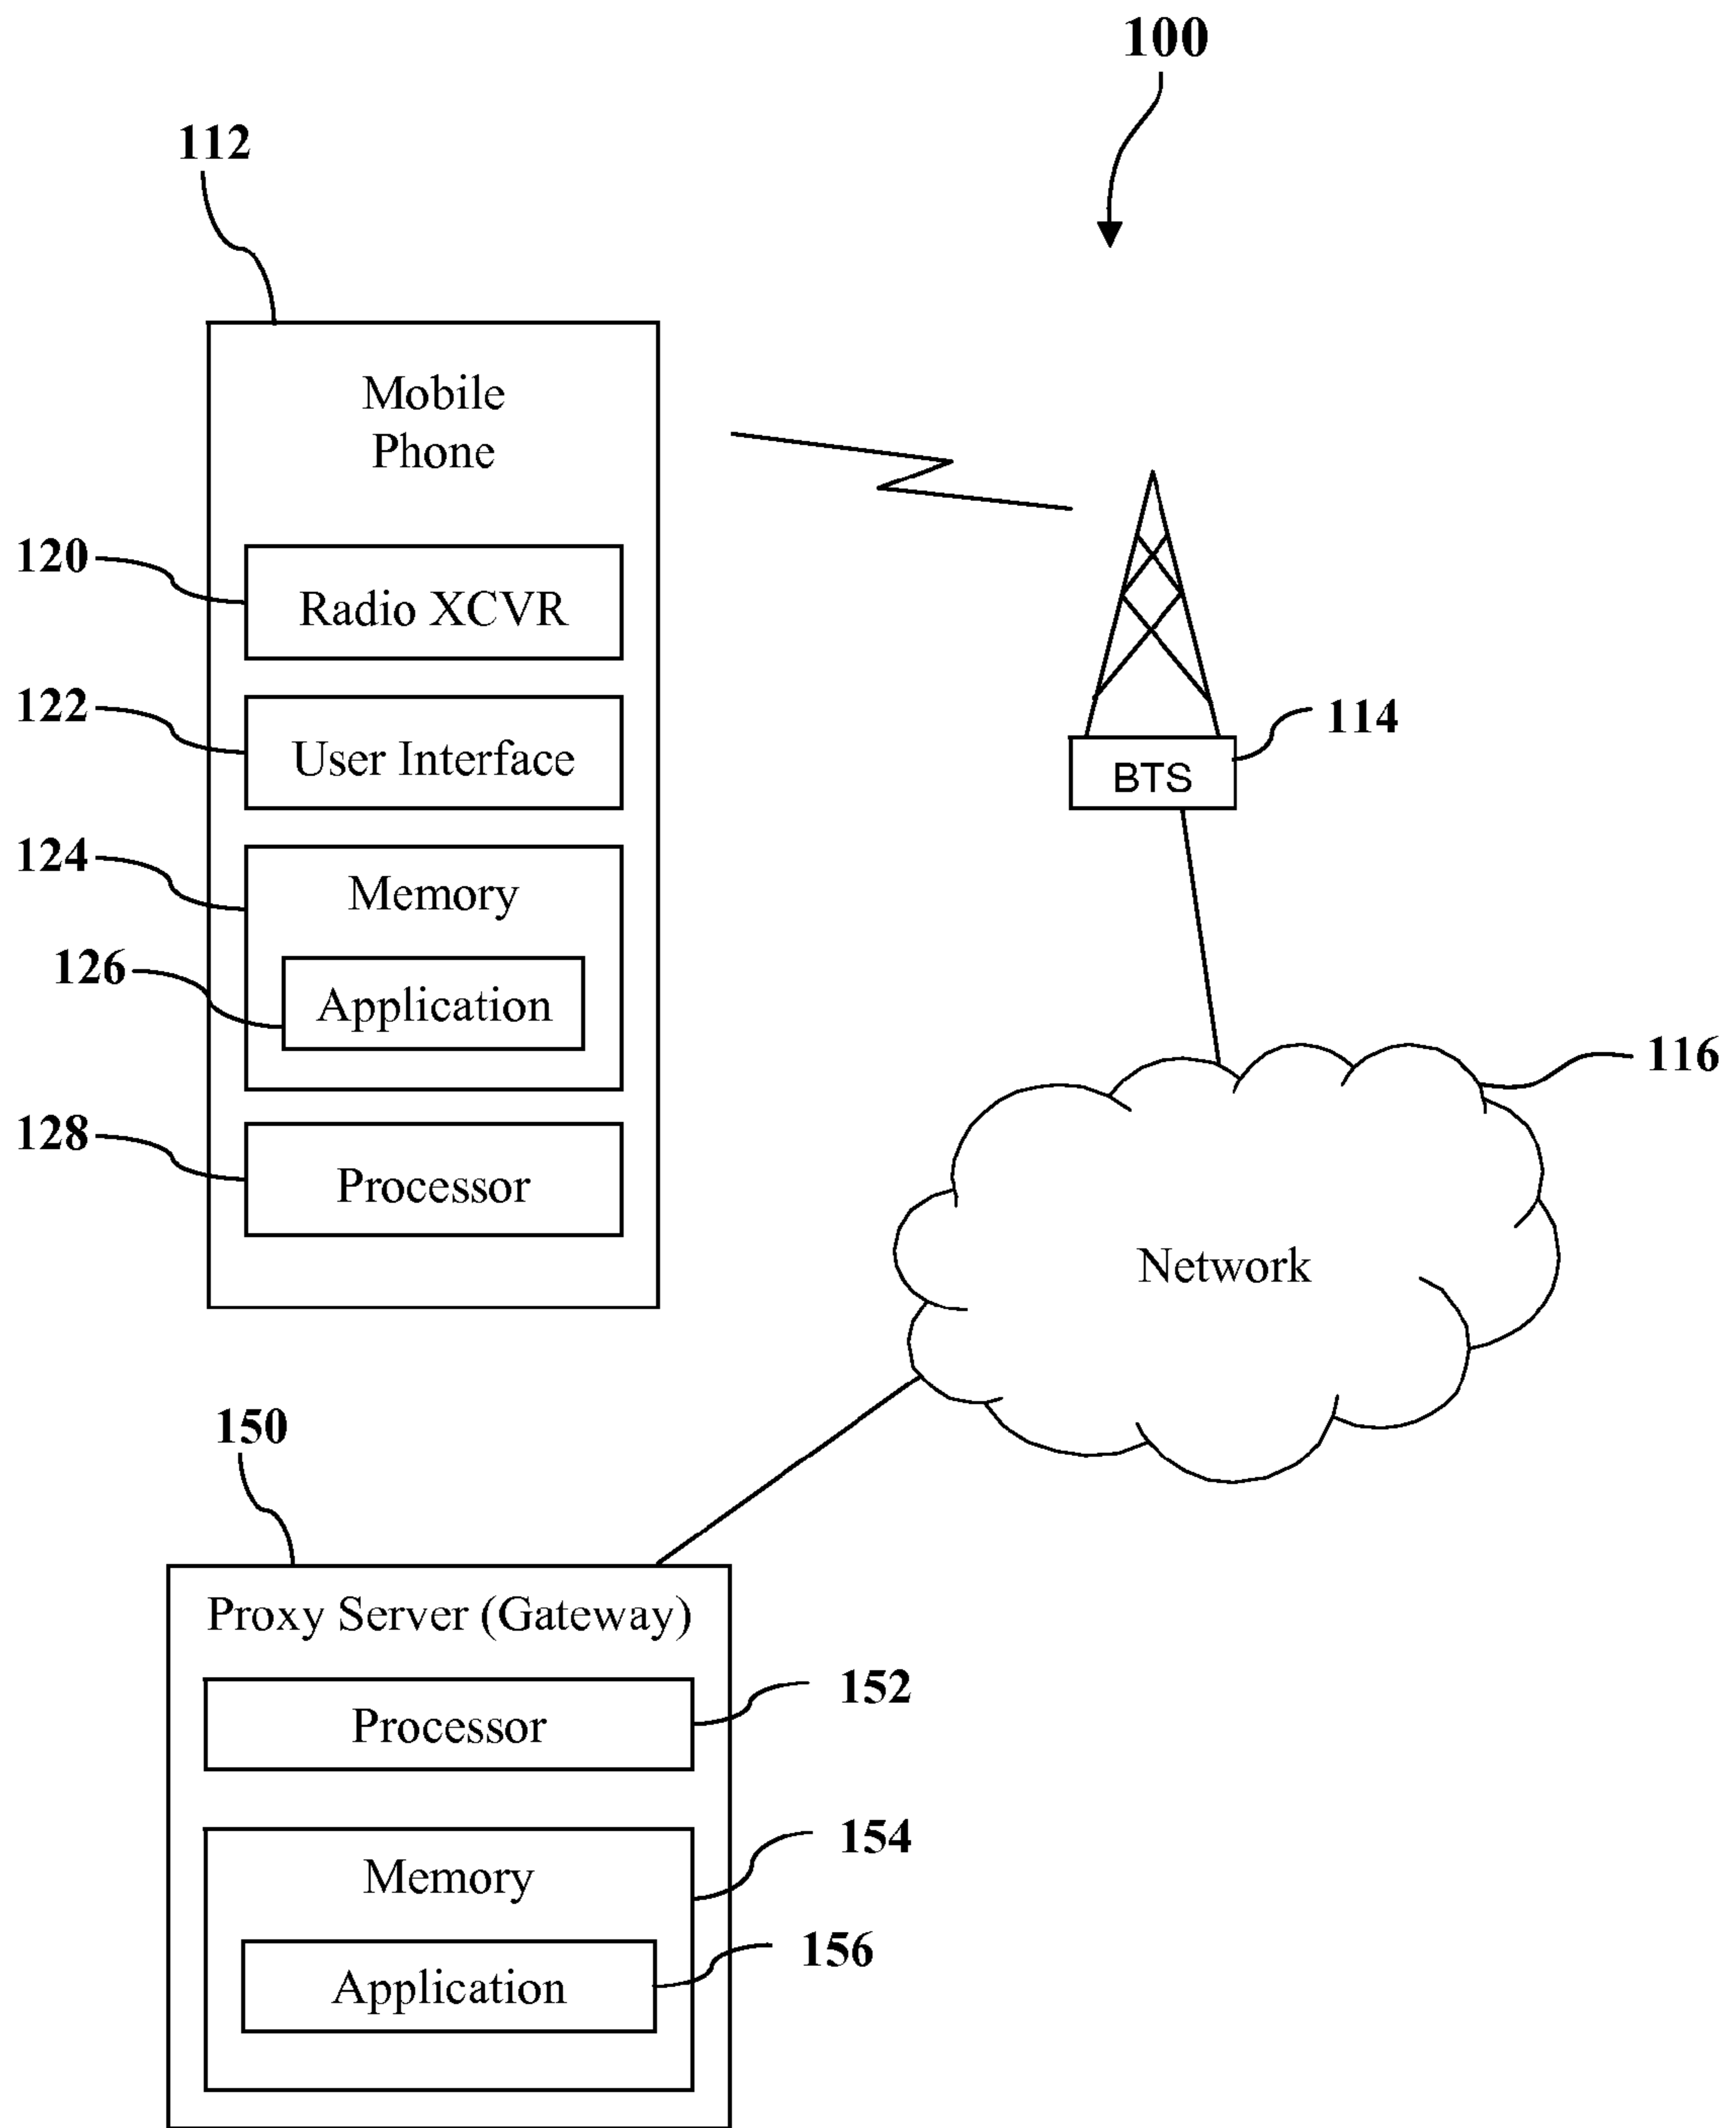 100
112
Mobile
Phone
120
Radio XCVR
122
User Interface
114
BTS
124
Memory
126
Application
116
128
Processor
Network
150
Proxy Server (Gateway)
152
Processor
154
Memory
156
Application